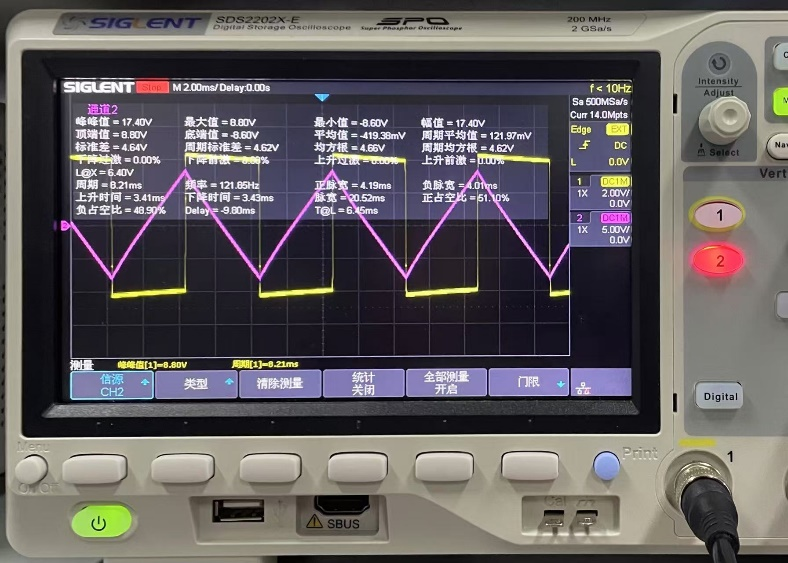 SIGLENT SDS2202X-E
Digital Storage Oscilloscope
SPO
Super Phosphor Oscilloscope
200 MHz
2 GSa/s
SIGLENT Stop M 2.00ms/ Delay:0.00s f < 10Hz
Sa 500MSa/s
Curr 14.0Mpts
Edge EXT
DC
L 0.0V
1 DC1M
1X 2.00V/
0.0V
2 DC1M
1X 5.00V/
0.0V
通道2
峰峰值 = 17.40V 最大值 = 8.80V 最小值 = -8.60V 幅值 = 17.40V
顶端值 = 8.80V 底端值 = -8.60V 平均值 = -419.38mV 周期平均值 = 121.97mV
标准差 = 4.64V 周期标准差 = 4.62V 均方根 = 4.66V 周期均方根 = 4.62V
下降过激 = 0.00% 下降前激 = 0.00% 上升过激 = 0.00% 上升前激 = 0.00%
L@X = 6.40V
周期 = 8.21ms 频率 = 121.85Hz 正脉宽 = 4.19ms 负脉宽 = 4.01ms
上升时间 = 3.41ms 下降时间 = 3.43ms 脉宽 = 20.52ms 正占空比 = 51.10%
负占空比 = 48.90% Delay = -9.80ms T@L = 6.45ms
2
测量 峰峰值[1]=8.80V 周期[1]=8.21ms
信源
CH2
类型
清除测量
统计
关闭
全部测量
开启
门限
Intensity
Adjust
Select
Vert
1
2
Digital
Menu
On/Off
Print
1
SBUS
Cal